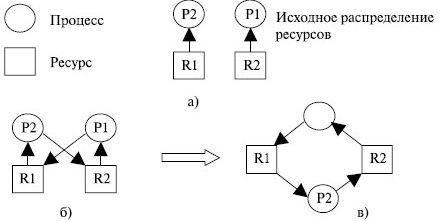 Процесс
Ресурс
P2
P1
R1
R2
Исходное распределение
ресурсов
а)
P2
P1
R1
R2
б)
R1
R2
P2
в)